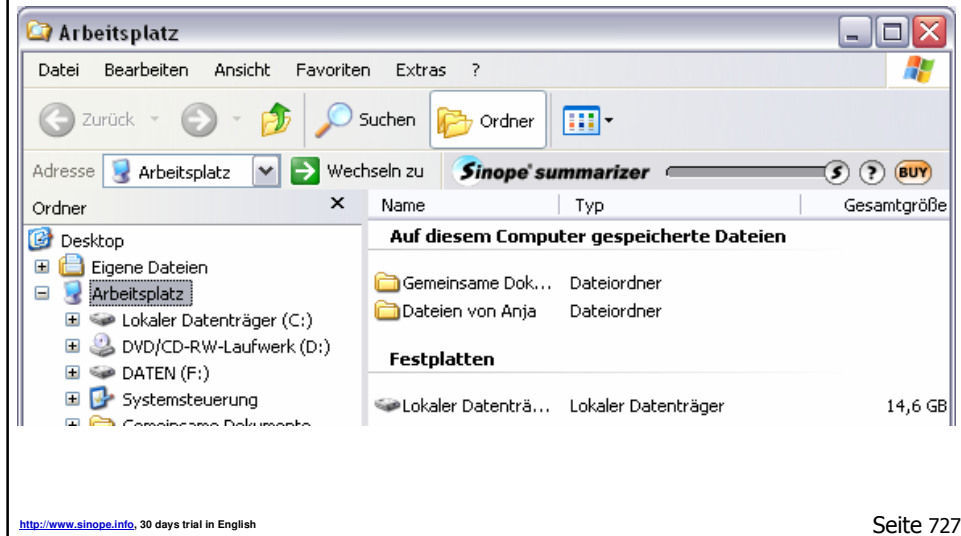 Arbeitsplatz
Datei Bearbeiten Ansicht Favoriten Extras ?
Zurück Suchen Ordner
Adresse Arbeitsplatz Wechseln zu Sinope summarizer S ? BUY
Ordner x Name Typ Gesamtgröße
Desktop
Auf diesem Computer gespeicherte Dateien
Eigene Dateien
Arbeitsplatz
Gemeinsame Dok... Dateiordner
Lokaler Datenträger (C:)
Dateien von Anja Dateiordner
DVD/CD-RW-Laufwerk (D:)
Festplatten
DATEN (F:)
Systemsteuerung
Lokaler Datenträ... Lokaler Datenträger 14,6 GB
Gemeinsame Dokumente
http://www.sinope.info, 30 days trial in English
Seite 727